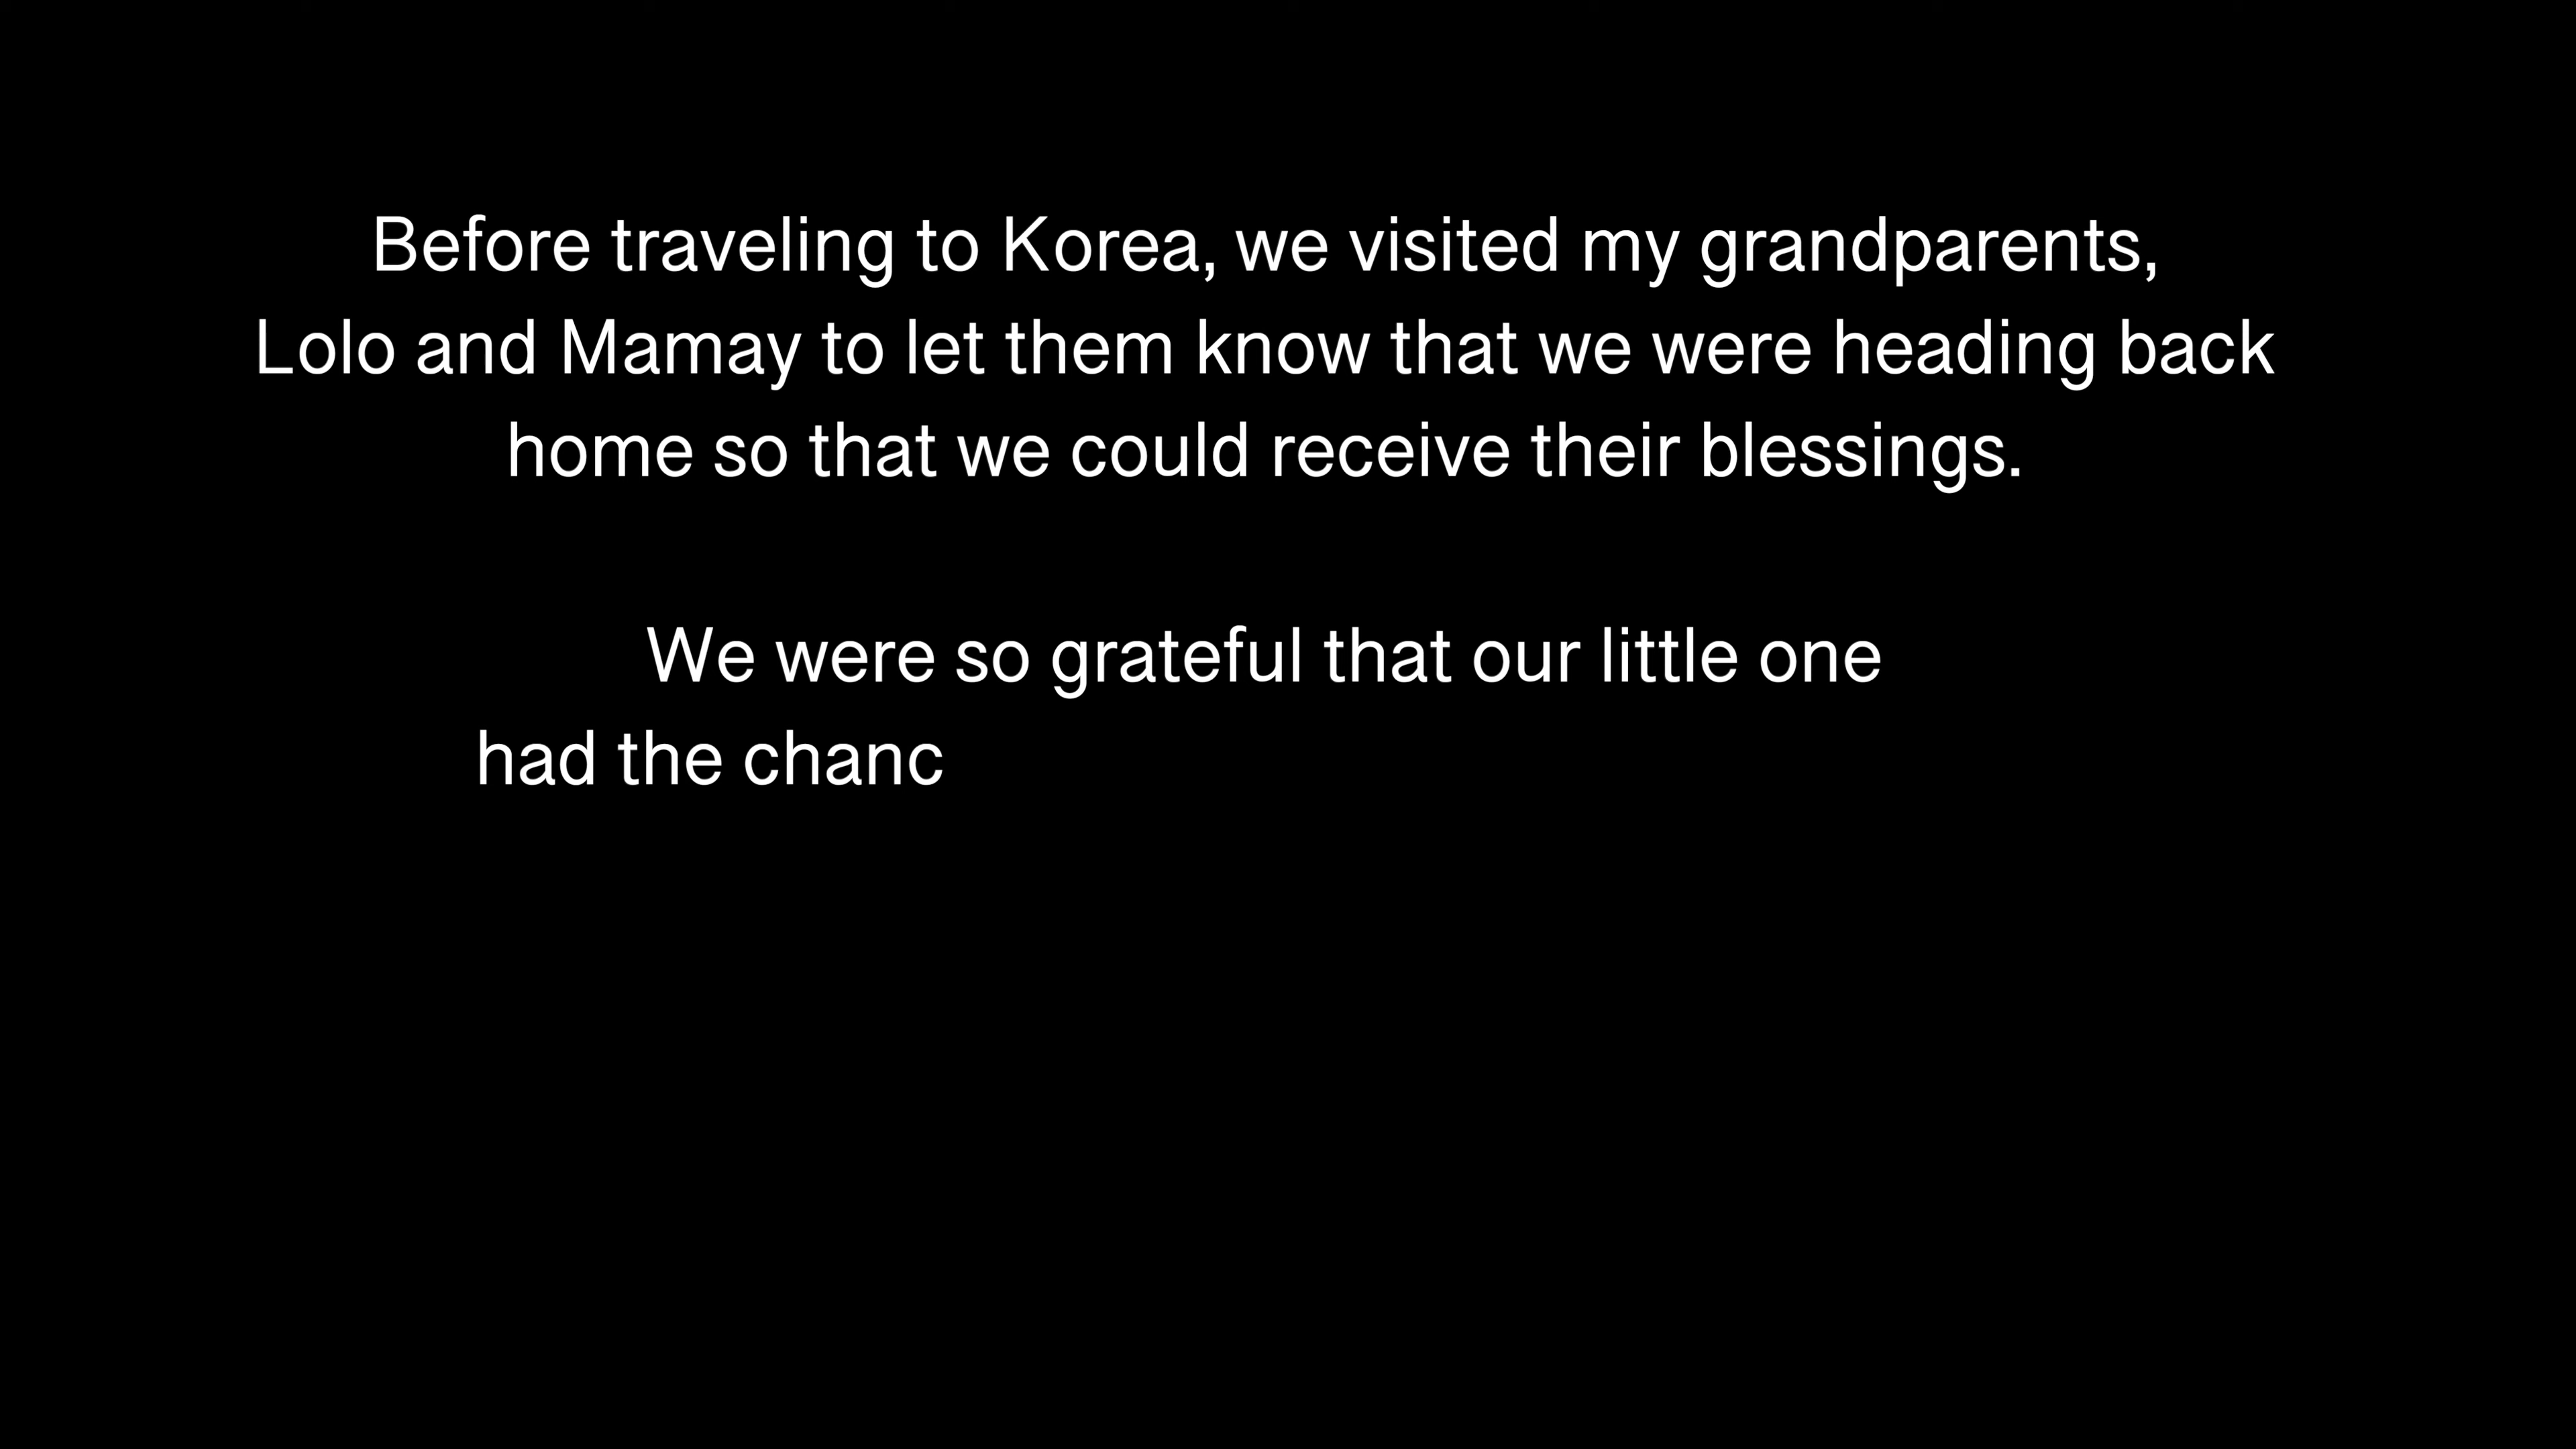 Before traveling to Korea, we visited my grandparents,
Lolo and Mamay to let them know that we were heading back
home so that we could receive their blessings.
We were so grateful that our little one
had the chanc